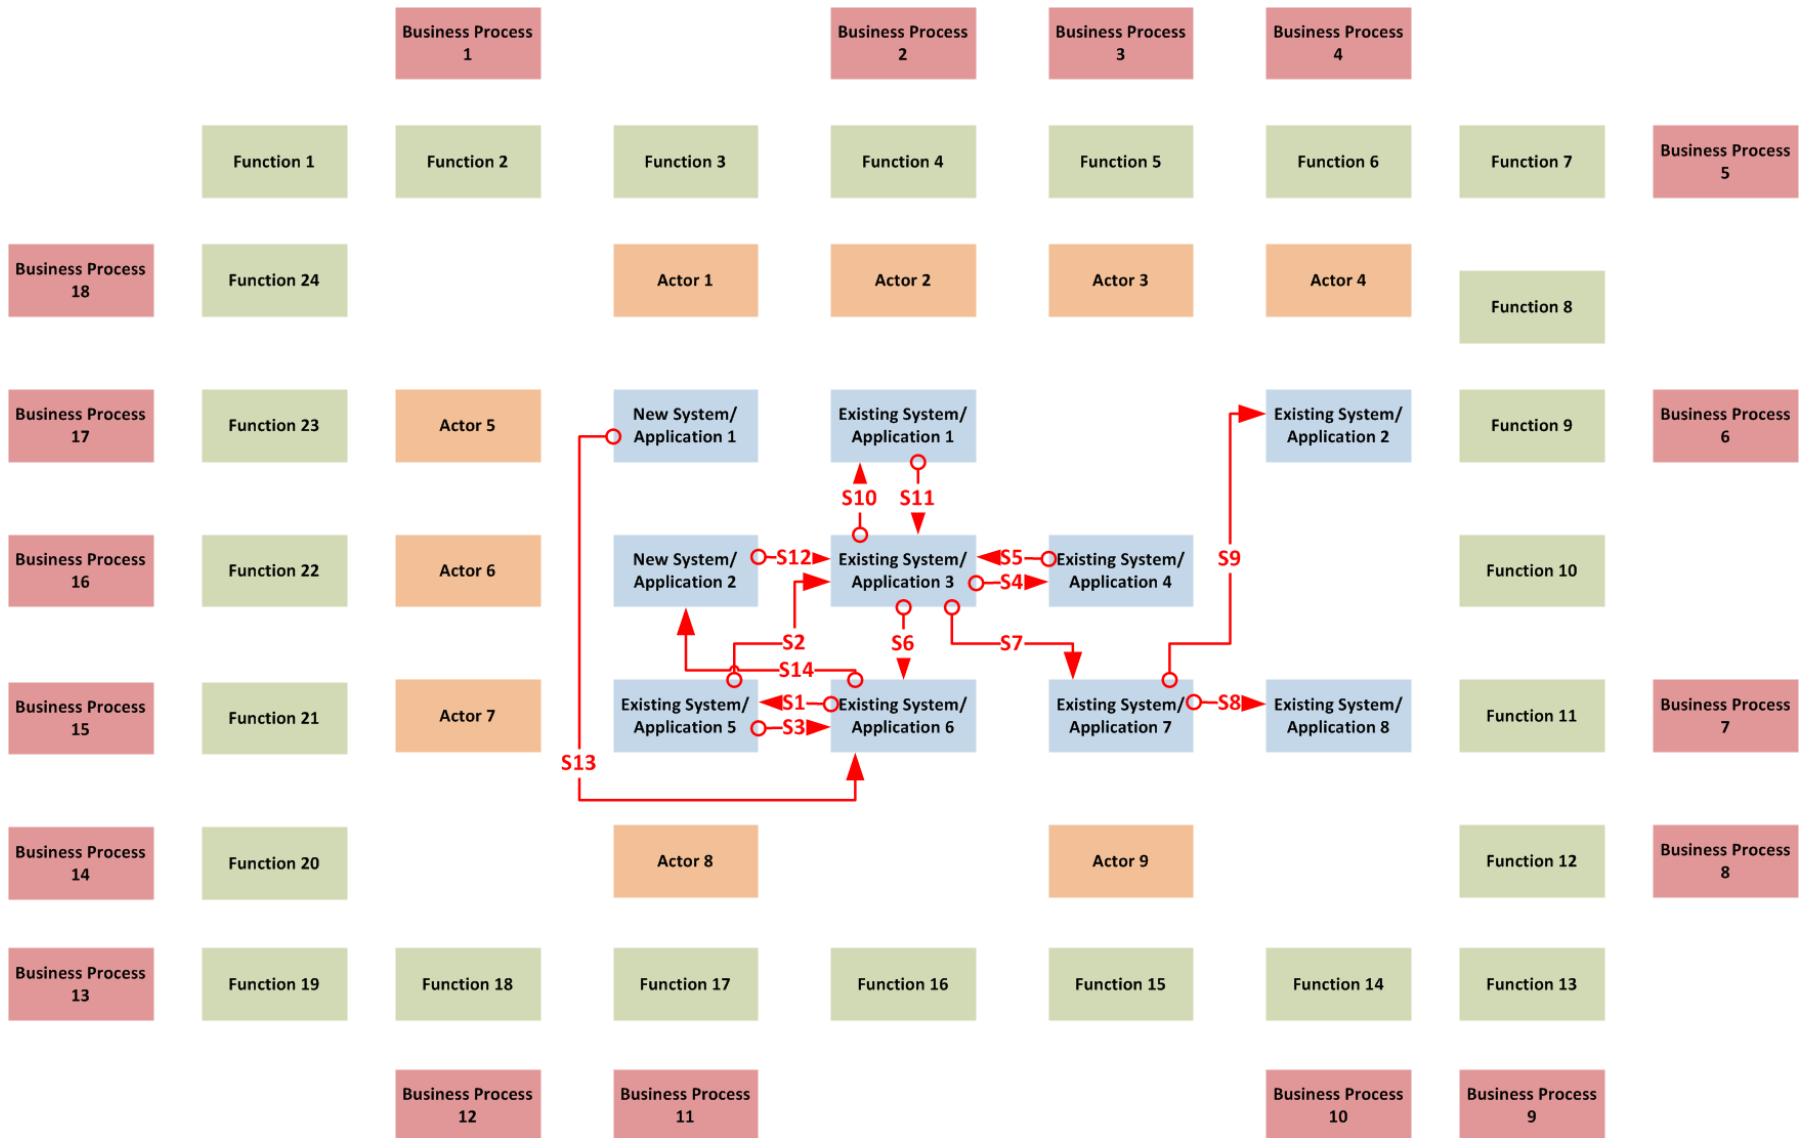 Business Process
1
Business Process
2
Business Process
3
Business Process
4
Function 1
Function 2
Function 3
Function 4
Function 5
Function 6
Function 7
Business Process
5
Business Process
18
Function 24
Actor 1
Actor 2
Actor 3
Actor 4
Function 8
Business Process
17
Function 23
Actor 5
New System/
Application 1
Existing System/
Application 1
Existing System/
Application 2
Function 9
Business Process
6
S10
S11
Business Process
16
Function 22
Actor 6
New System/
Application 2
S12
Existing System/
Application 3
S5
S4
Existing System/
Application 4
S9
Function 10
S2
S6
S7
S14
Business Process
15
Function 21
Actor 7
Existing System/
Application 5
S1
S3
Existing System/
Application 6
Existing System/
Application 7
S8
Existing System/
Application 8
Function 11
Business Process
7
S13
Business Process
14
Function 20
Actor 8
Actor 9
Function 12
Business Process
8
Business Process
13
Function 19
Function 18
Function 17
Function 16
Function 15
Function 14
Function 13
Business Process
12
Business Process
11
Business Process
10
Business Process
9